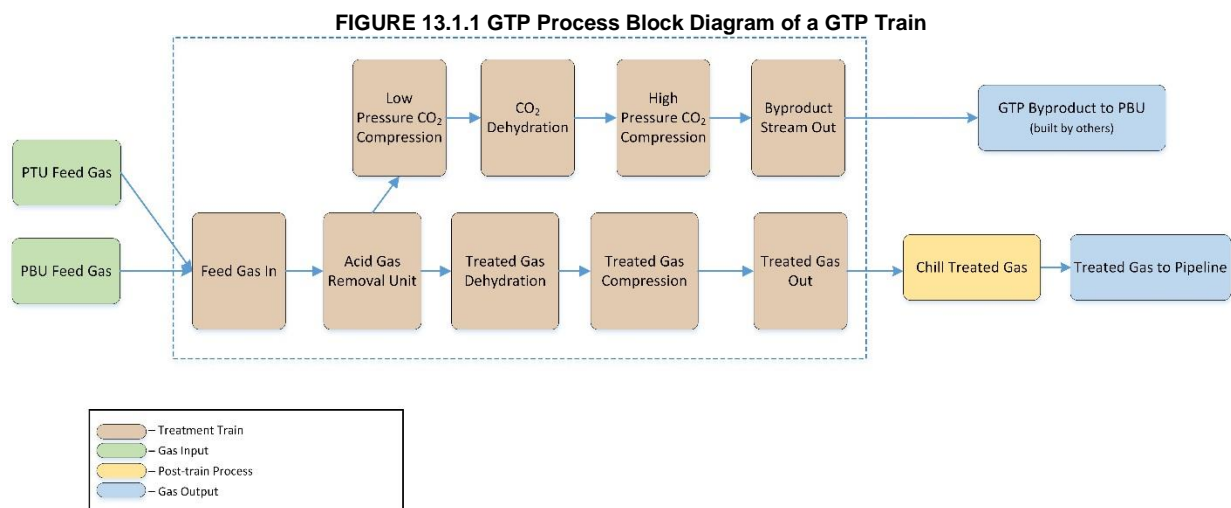 FIGURE 13.1.1 GTP Process Block Diagram of a GTP Train
Low
Pressure CO₂
Compression
CO₂
Dehydration
High
Pressure CO₂
Compression
Byproduct
Stream Out
GTP Byproduct to PBU
(built by others)
PTU Feed Gas
PBU Feed Gas
Feed Gas In
Acid Gas
Removal Unit
Treated Gas
Dehydration
Treated Gas
Compression
Treated Gas
Out
Chill Treated Gas
Treated Gas to Pipeline
– Treatment Train
– Gas Input
– Post-train Process
– Gas Output